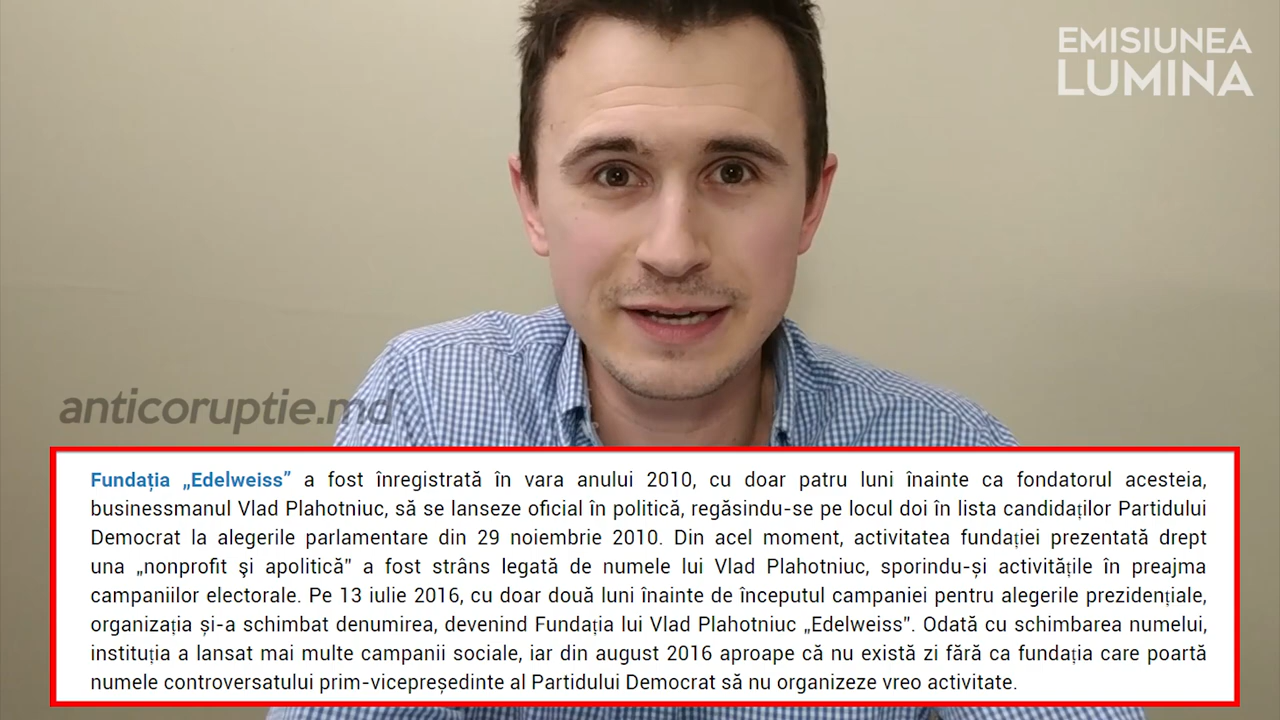 EMISIUNEA
LUMINA
anticoruptie.md
Fundația „Edelweiss” a fost înregistrată în vara anului 2010, cu doar patru luni înainte ca fondatorul acesteia,
businessmanul Vlad Plahotniuc, să se lanseze oficial în politică, regăsindu-se pe locul doi în lista candidaților Partidului
Democrat la alegerile parlamentare din 29 noiembrie 2010. Din acel moment, activitatea fundației prezentată drept
una „nonprofit şi apolitică” a fost strâns legată de numele lui Vlad Plahotniuc, sporindu-și activitățile în preajma
campaniilor electorale. Pe 13 iulie 2016, cu doar două luni înainte de începutul campaniei pentru alegerile prezidențiale,
organizația și-a schimbat denumirea, devenind Fundația lui Vlad Plahotniuc „Edelweiss”. Odată cu schimbarea numelui,
instituția a lansat mai multe campanii sociale, iar din august 2016 aproape că nu există zi fără ca fundația care poartă
numele controversatului prim-vicepreședinte al Partidului Democrat să nu organizeze vreo activitate.